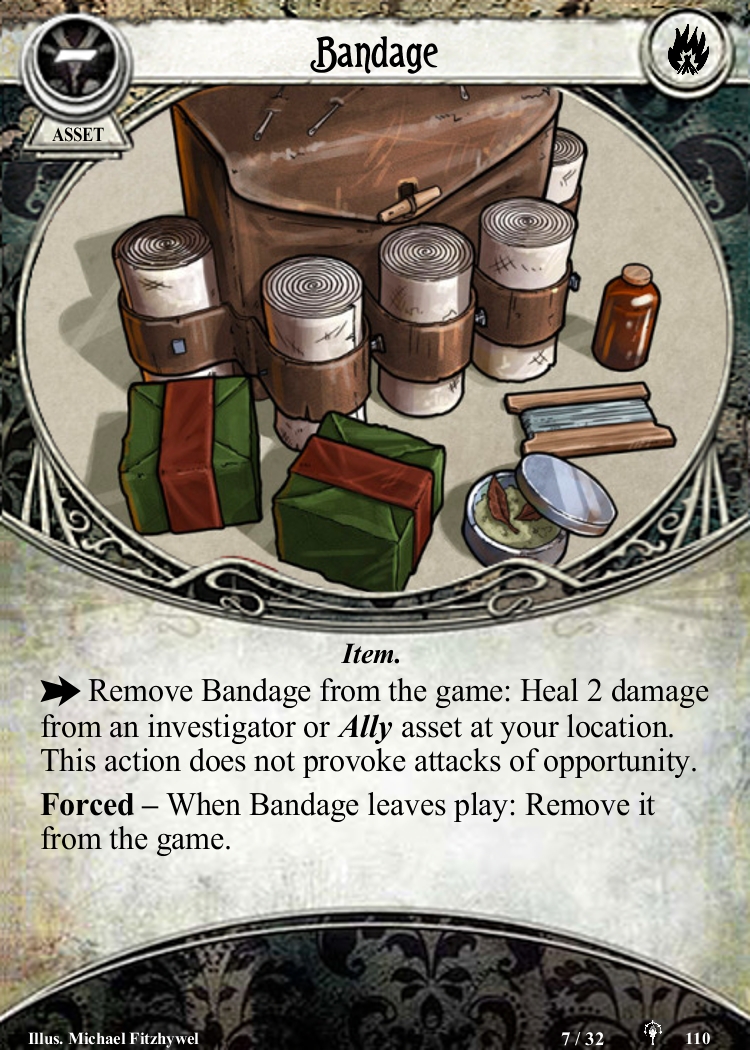 Bandage
ASSET
Item.
Remove Bandage from the game: Heal 2 damage
from an investigator or Ally asset at your location.
This action does not provoke attacks of opportunity.
Forced – When Bandage leaves play: Remove it
from the game.
Illus. Michael Fitzhywel
7 / 32
110